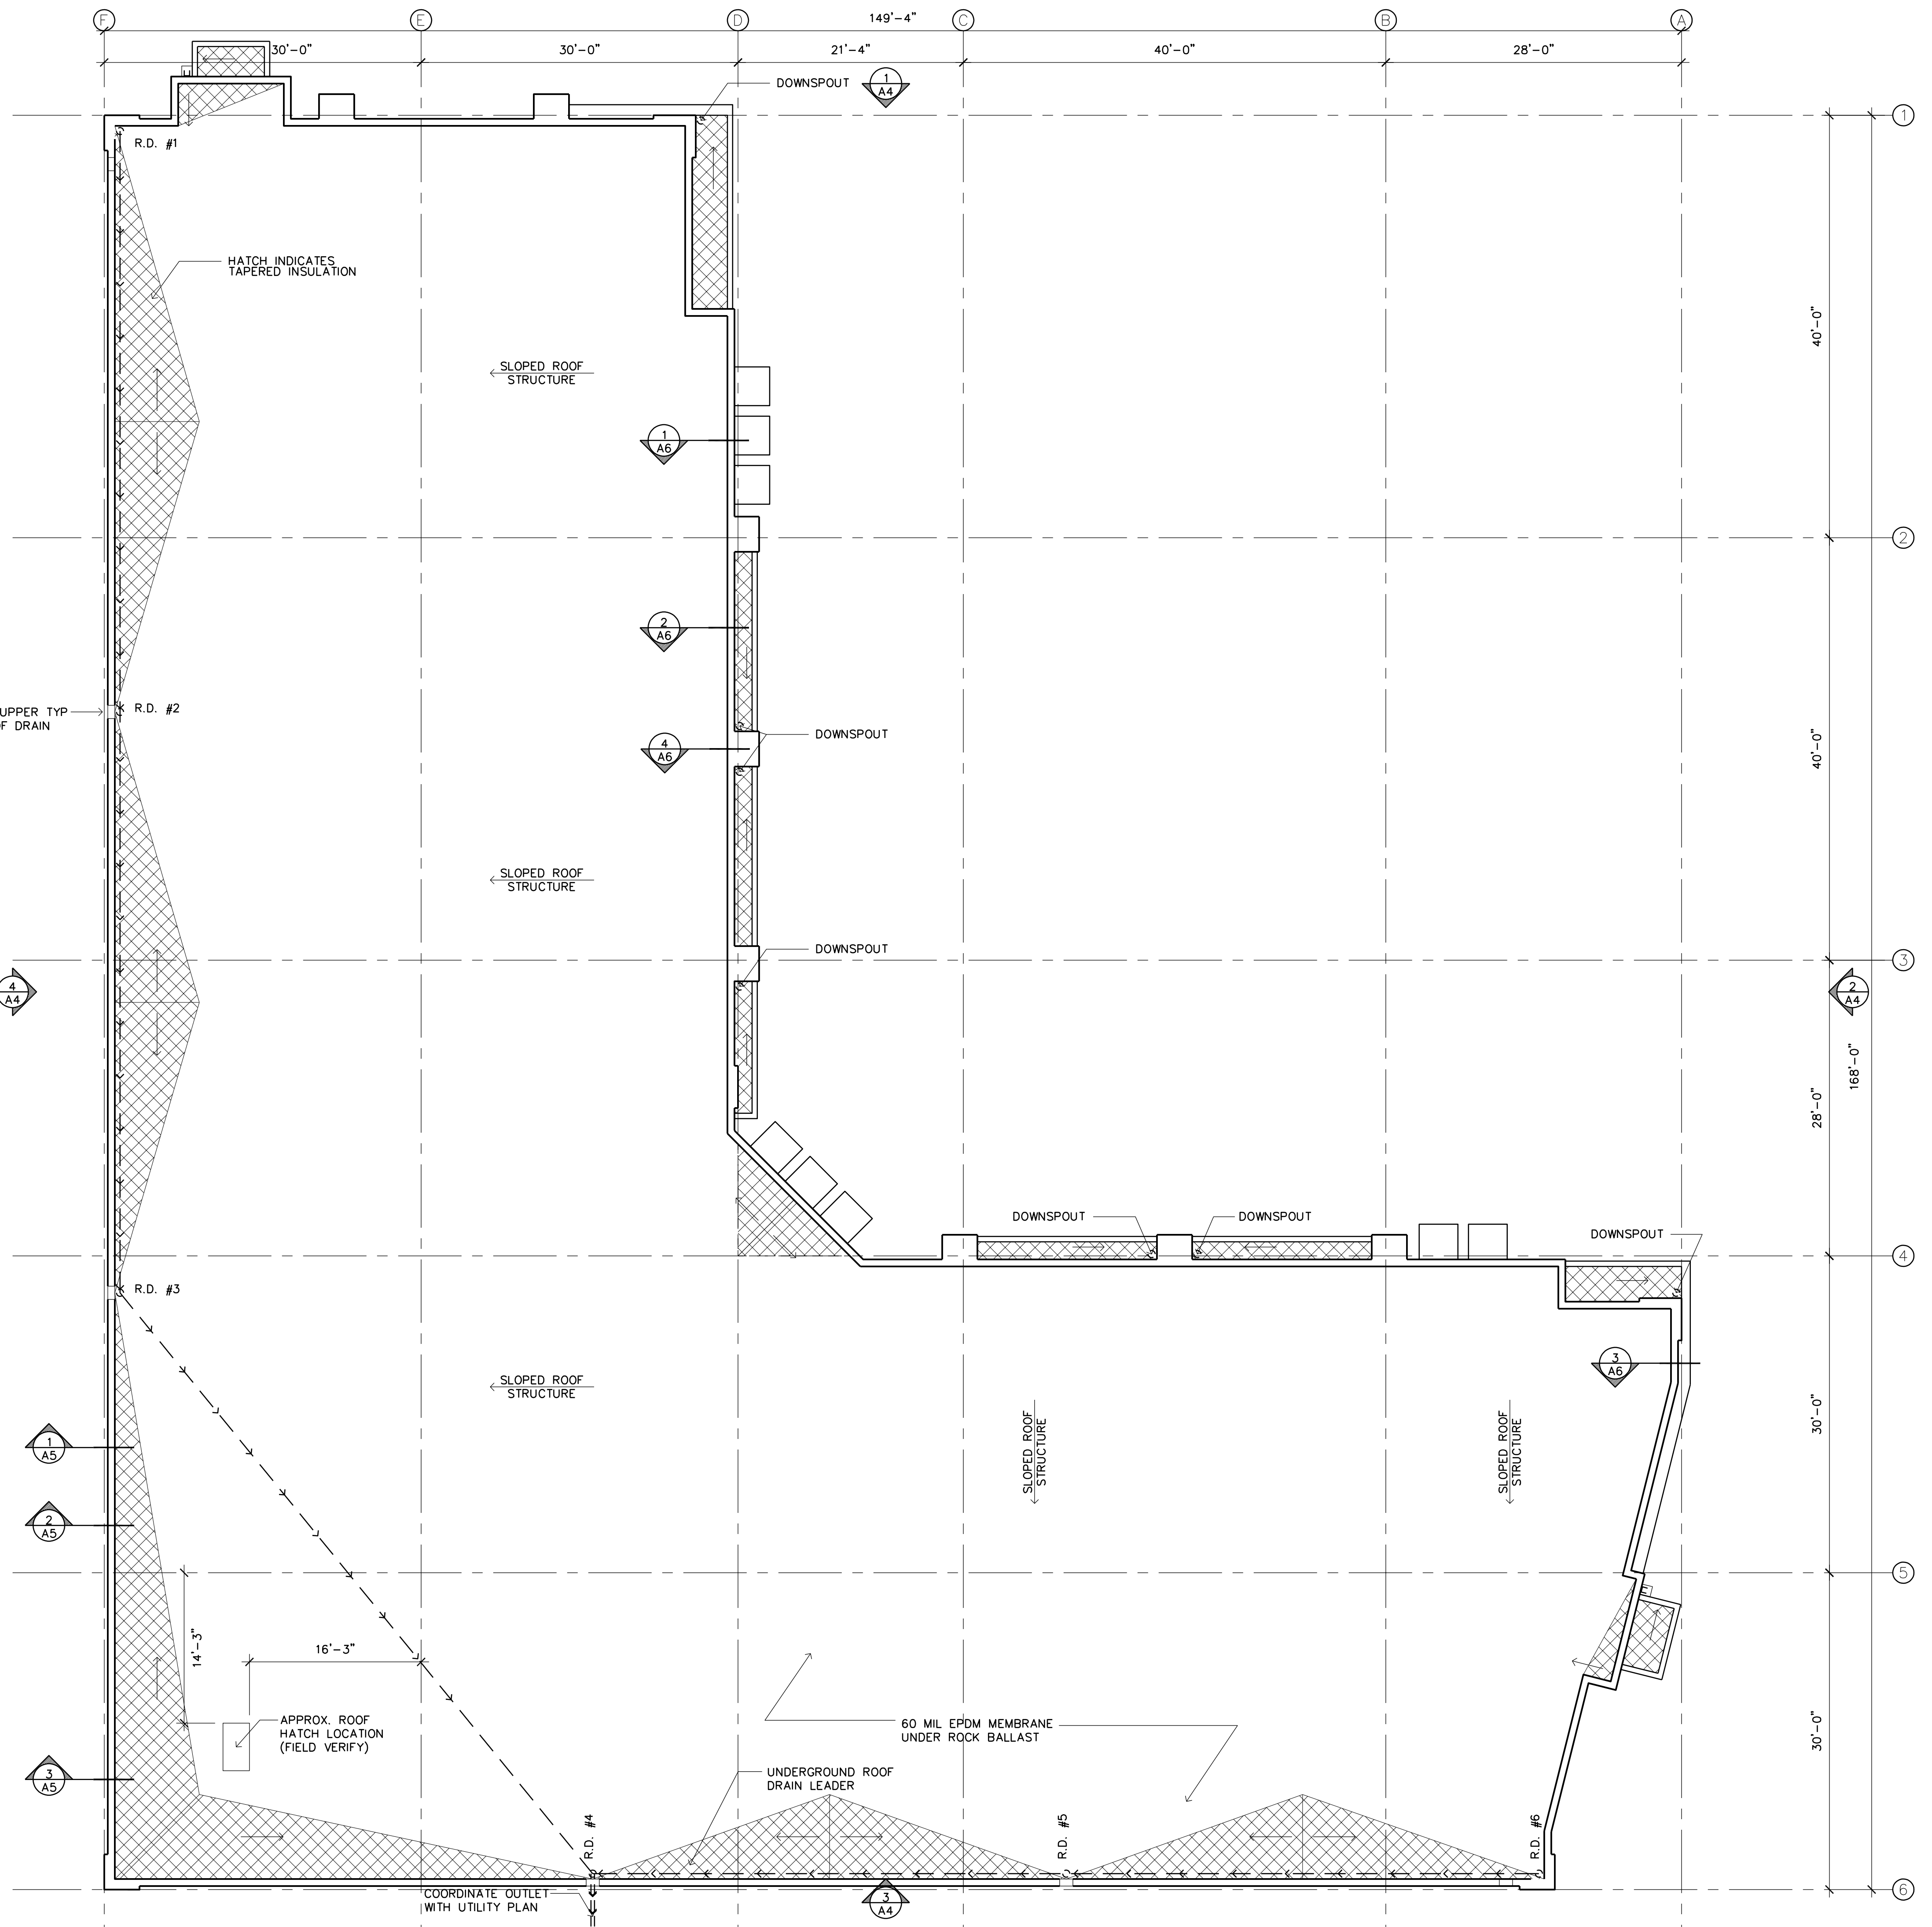 F
E
D
C
B
A
149'-4"
30'-0"
30'-0"
21'-4"
40'-0"
28'-0"
DOWNSPOUT
1
A4
1
R.D. #1
HATCH INDICATES
TAPERED INSULATION
40'-0"
SLOPED ROOF
STRUCTURE
1
A6
2
2
A6
R.D. #2
UPPER TYP
DRAIN
DOWNSPOUT
4
A6
40'-0"
SLOPED ROOF
STRUCTURE
DOWNSPOUT
3
4
A4
2
A4
168'-0"
28'-0"
DOWNSPOUT
DOWNSPOUT
DOWNSPOUT
4
R.D. #3
SLOPED ROOF
STRUCTURE
3
A6
SLOPED ROOF
STRUCTURE
SLOPED ROOF
STRUCTURE
30'-0"
1
A5
2
A5
5
14'-3"
16'-3"
APPROX. ROOF
HATCH LOCATION
(FIELD VERIFY)
60 MIL EPDM MEMBRANE
UNDER ROCK BALLAST
30'-0"
3
A5
UNDERGROUND ROOF
DRAIN LEADER
R.D. #4
R.D. #5
R.D. #6
COORDINATE OUTLET
WITH UTILITY PLAN
3
A4
6